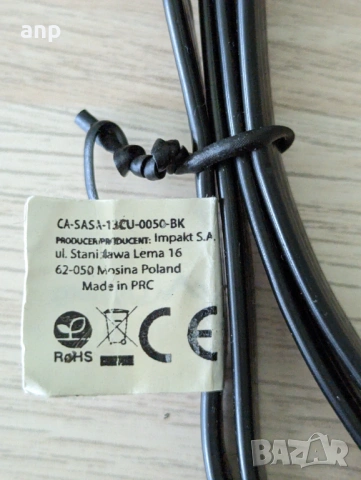 anp
CA-SASA-13CU-0050-BK
PRODUCER/PRODUCENT: Impakt S.A.
ul. Stanisława Lema 16
62-050 Mosina Poland
Made in PRC
RoHS
CE
BAZAR.bg